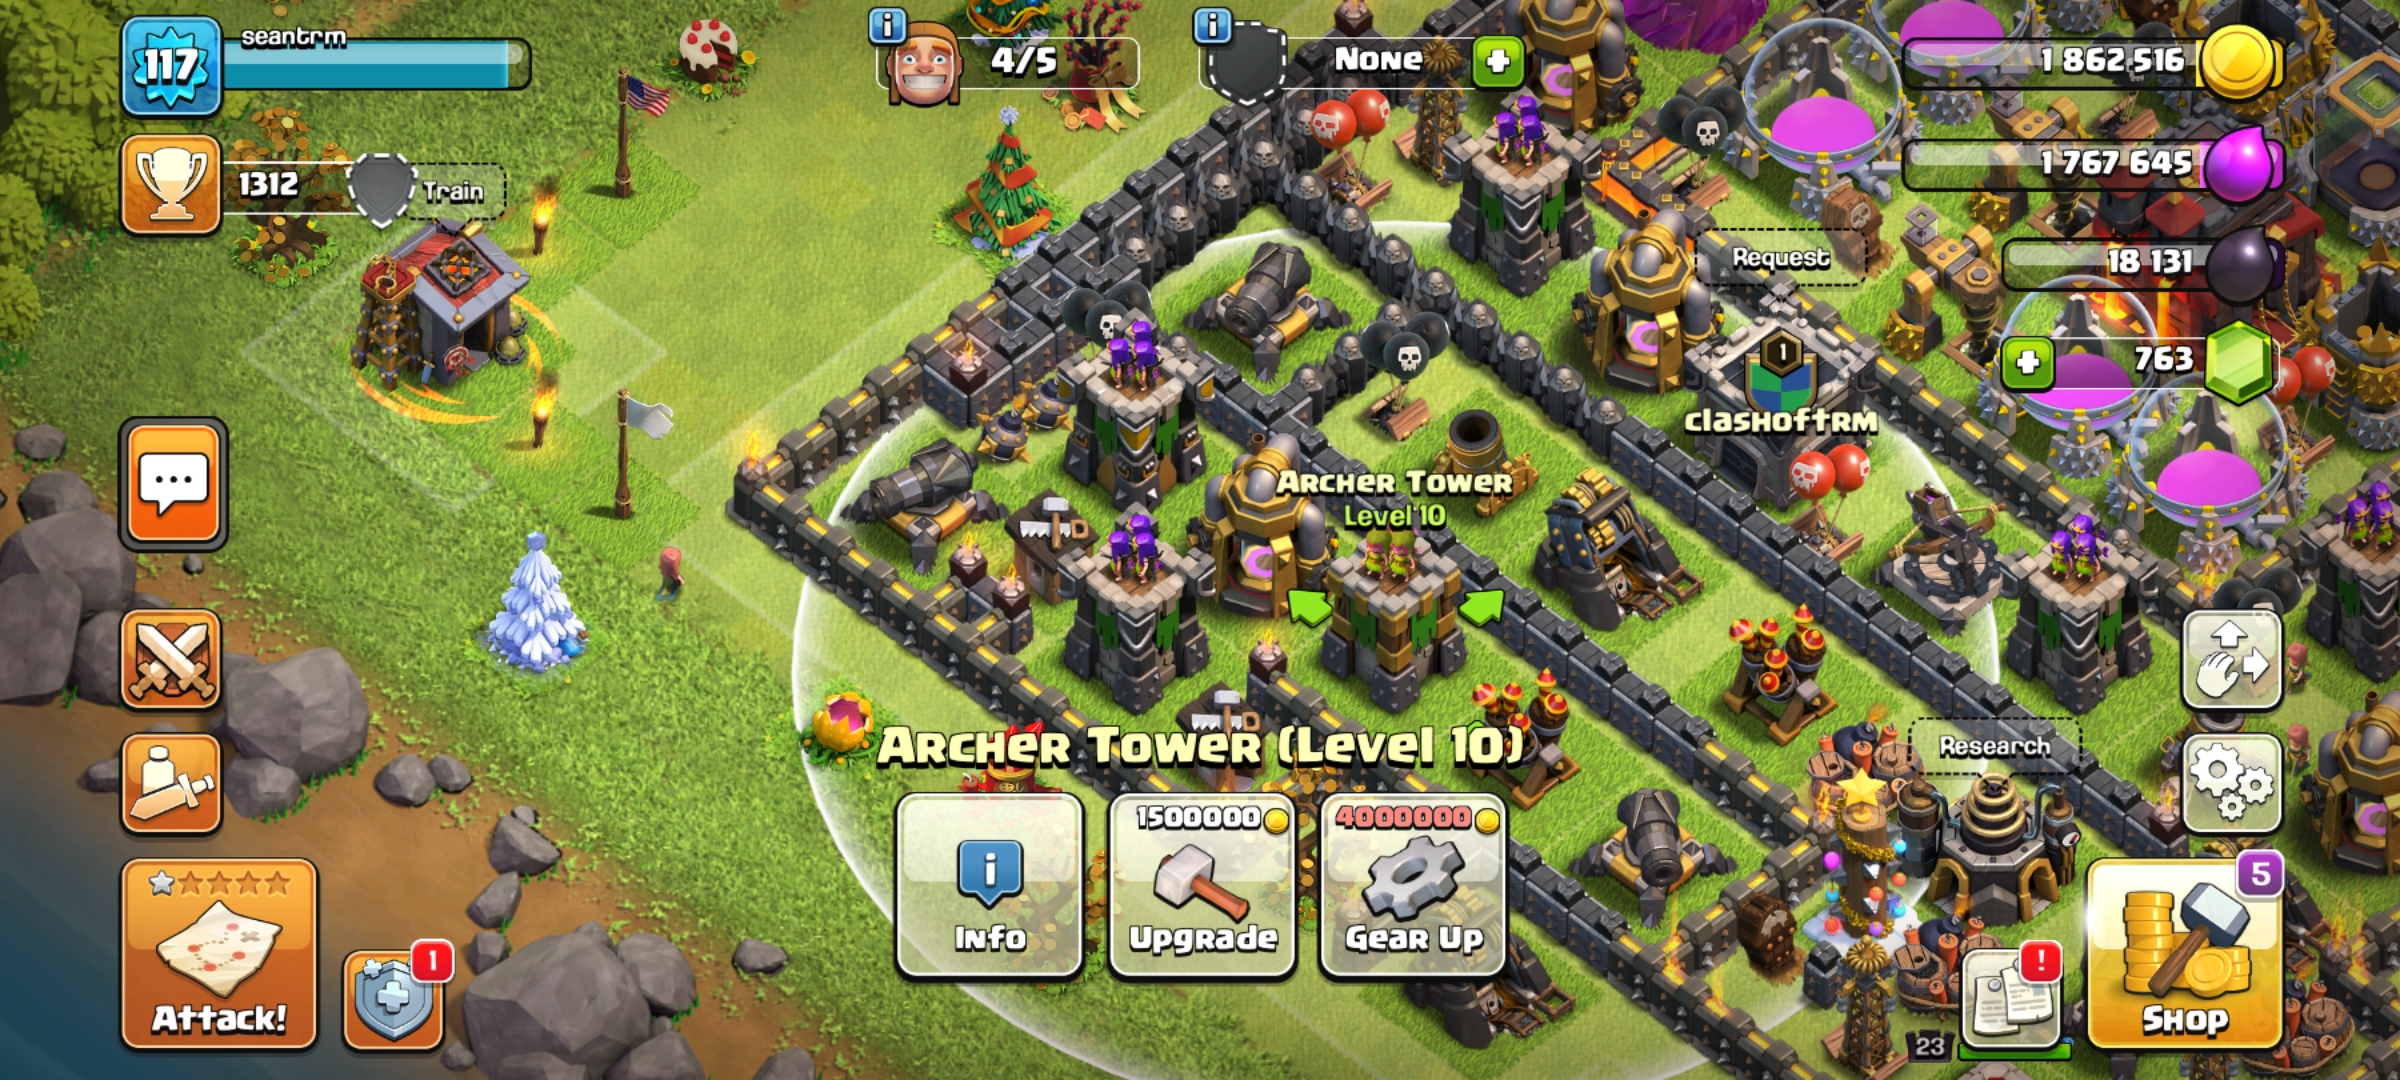 117
seantrm
4/5
None
1 862 516
1312
Train
1 767 645
Request
18 131
1
763
clashoftRM
Archer Tower
Level 10
Research
Archer Tower (Level 10)
1500000
4000000
Info
Upgrade
Gear Up
5
1
!
Attack!
Shop
23